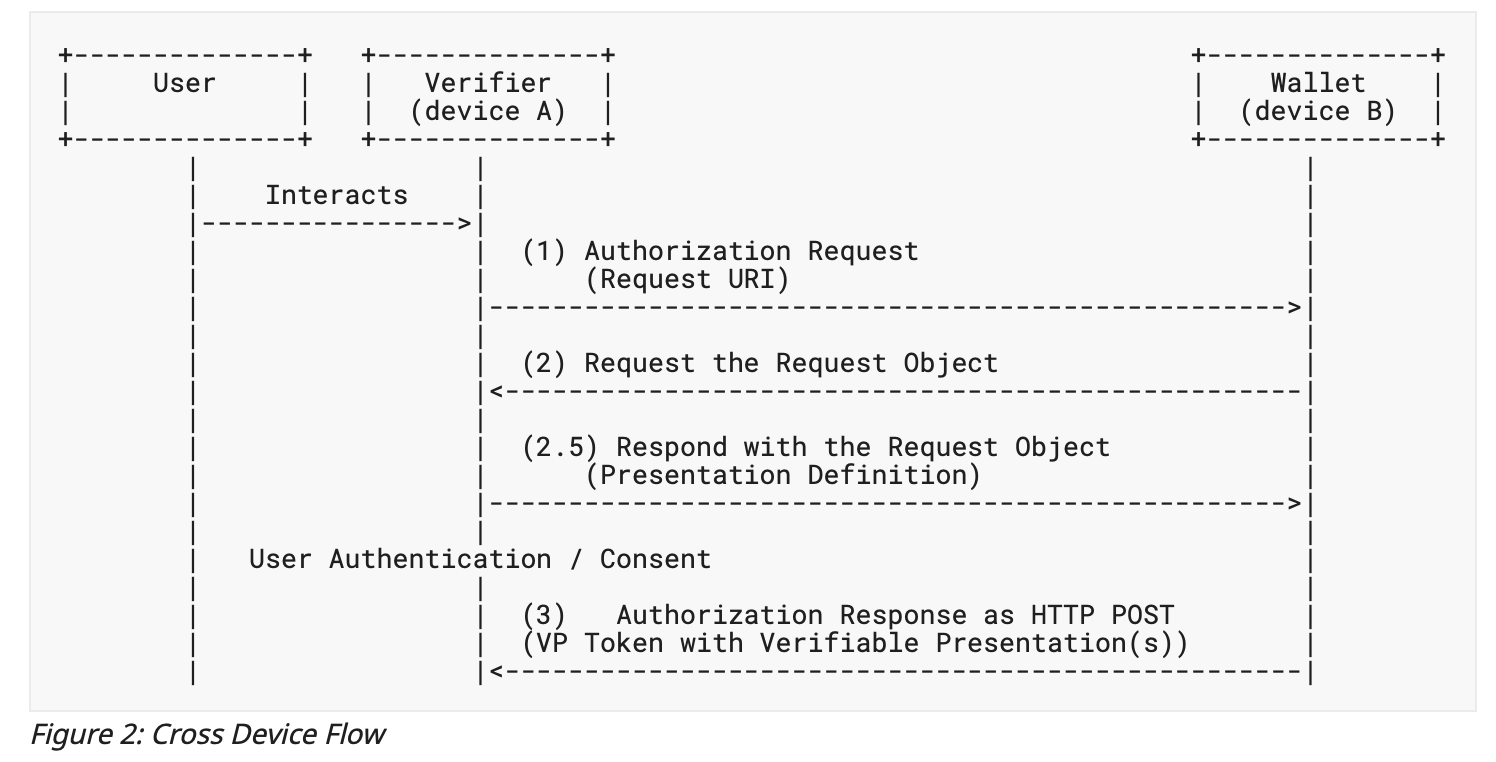 User
Verifier
(device A)
Wallet
(device B)
Interacts
(1) Authorization Request
(Request URI)
(2) Request the Request Object
(2.5) Respond with the Request Object
(Presentation Definition)
User Authentication / Consent
(3) Authorization Response as HTTP POST
(VP Token with Verifiable Presentation(s))
Figure 2: Cross Device Flow